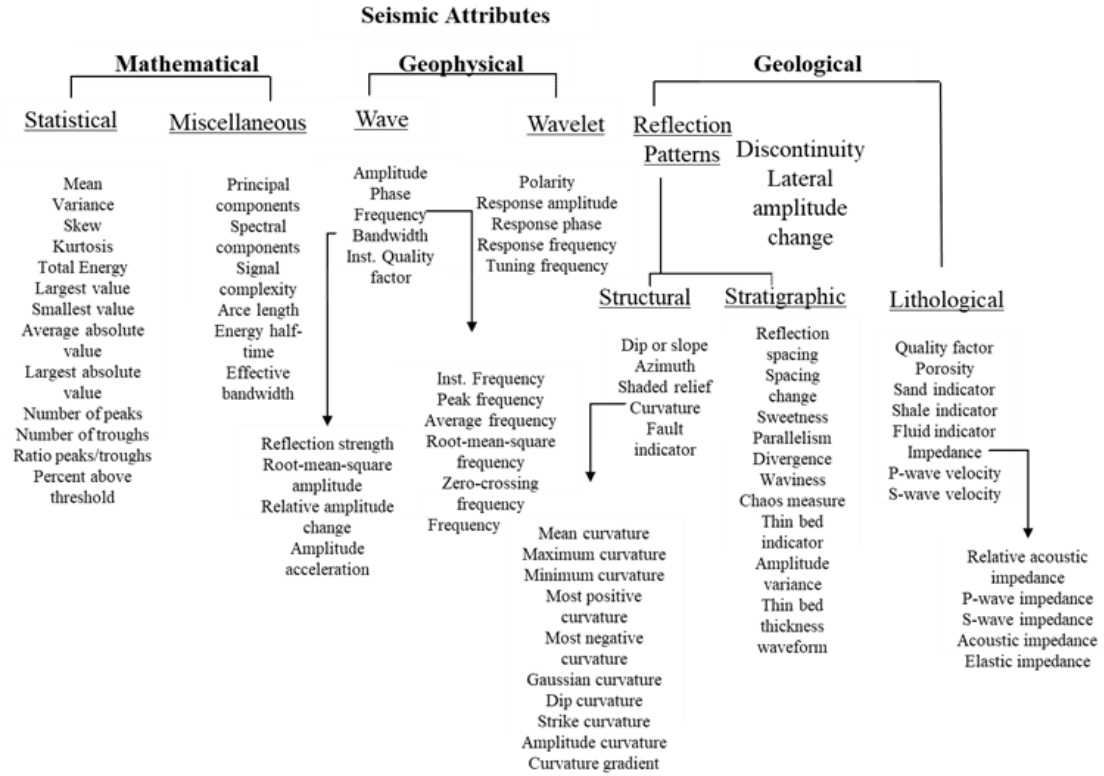 Seismic Attributes
Mathematical
Geophysical
Geological
Statistical
Mean
Variance
Skew
Kurtosis
Total Energy
Largest value
Smallest value
Average absolute
value
Largest absolute
value
Number of peaks
Number of troughs
Ratio peaks/troughs
Percent above
threshold
Miscellaneous
Principal
components
Spectral
components
Signal
complexity
Arce length
Energy half-
time
Effective
bandwidth
Wave
Amplitude
Phase
Frequency
Bandwidth
Inst. Quality
factor
Reflection strength
Root-mean-square
amplitude
Relative amplitude
change
Amplitude
acceleration
Inst. Frequency
Peak frequency
Average frequency
Root-mean-square
frequency
Zero-crossing
frequency
Frequency
Wavelet
Polarity
Response amplitude
Response phase
Response frequency
Tuning frequency
Reflection
Patterns
Discontinuity
Lateral
amplitude
change
Structural
Dip or slope
Azimuth
Shaded relief
Curvature
Fault
indicator
Mean curvature
Maximum curvature
Minimum curvature
Most positive
curvature
Most negative
curvature
Gaussian curvature
Dip curvature
Strike curvature
Amplitude curvature
Curvature gradient
Stratigraphic
Reflection
spacing
Spacing
change
Sweetness
Parallelism
Divergence
Waviness
Chaos measure
Thin bed
indicator
Amplitude
variance
Thin bed
thickness
waveform
Lithological
Quality factor
Porosity
Sand indicator
Shale indicator
Fluid indicator
Impedance
P-wave velocity
S-wave velocity
Relative acoustic
impedance
P-wave impedance
S-wave impedance
Acoustic impedance
Elastic impedance